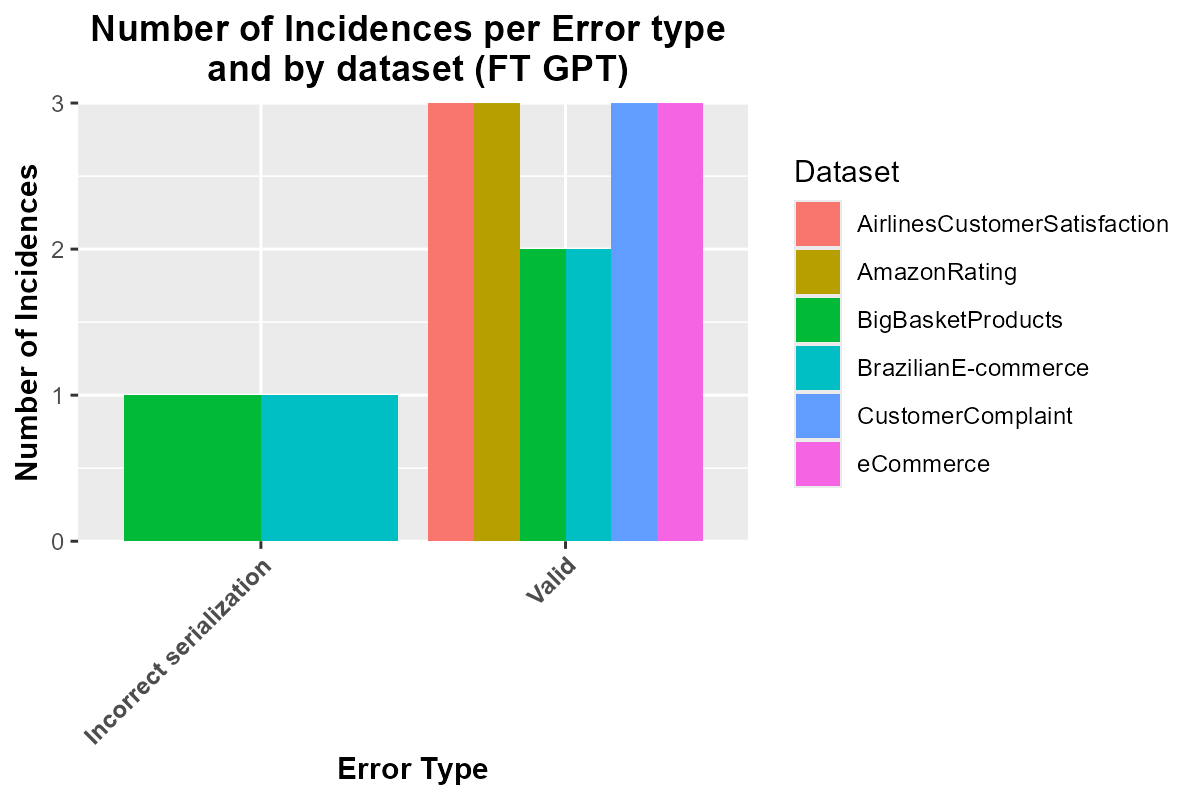 Number of Incidences per Error type
and by dataset (FT GPT)
Number of Incidences
3
2
1
0
Incorrect serialization
Valid
Error Type
Dataset
AirlinesCustomerSatisfaction
AmazonRating
BigBasketProducts
BrazilianE-commerce
CustomerComplaint
eCommerce